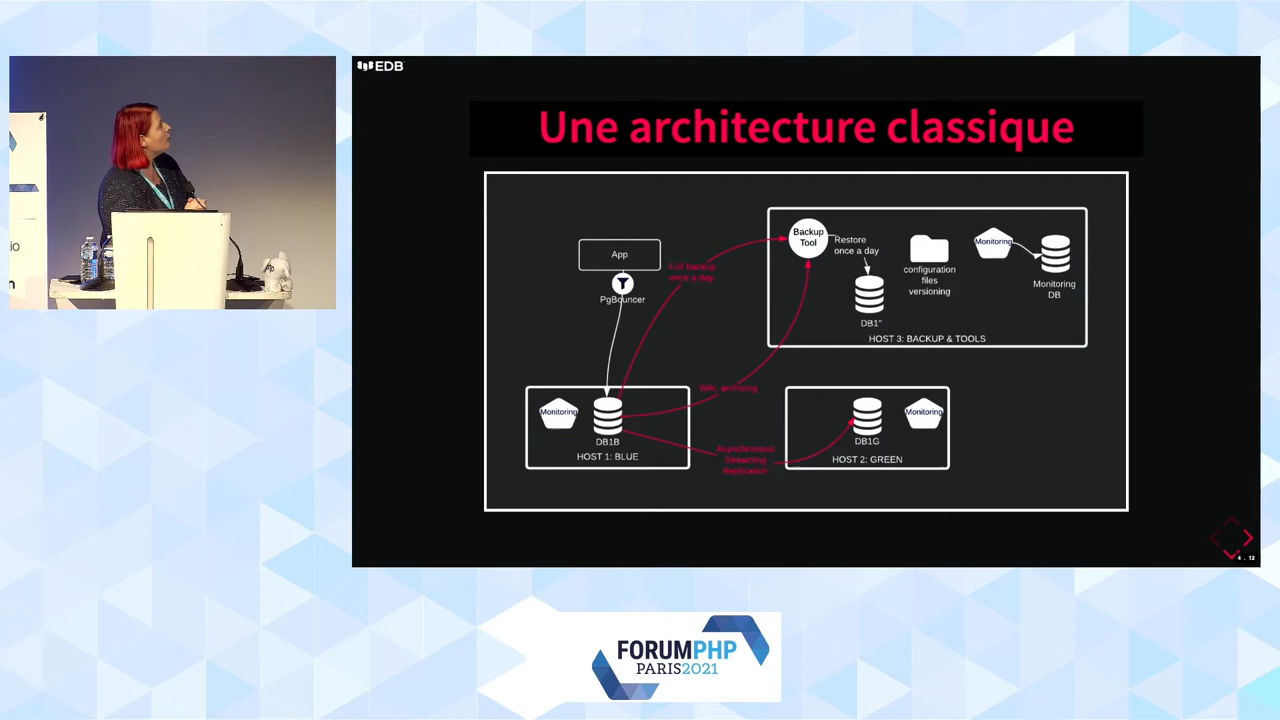 EDB
Une architecture classique
App
PgBouncer
Full backup
once a day
Backup
Tool
Restore
once a day
DB1"
configuration
files
versioning
Monitoring
Monitoring
DB
HOST 3: BACKUP & TOOLS
WAL archiving
Monitoring
DB1B
HOST 1: BLUE
Asynchronous
Streaming
Replication
DB1G
Monitoring
HOST 2: GREEN
4 . 12
FORUMPHP
PARIS2021